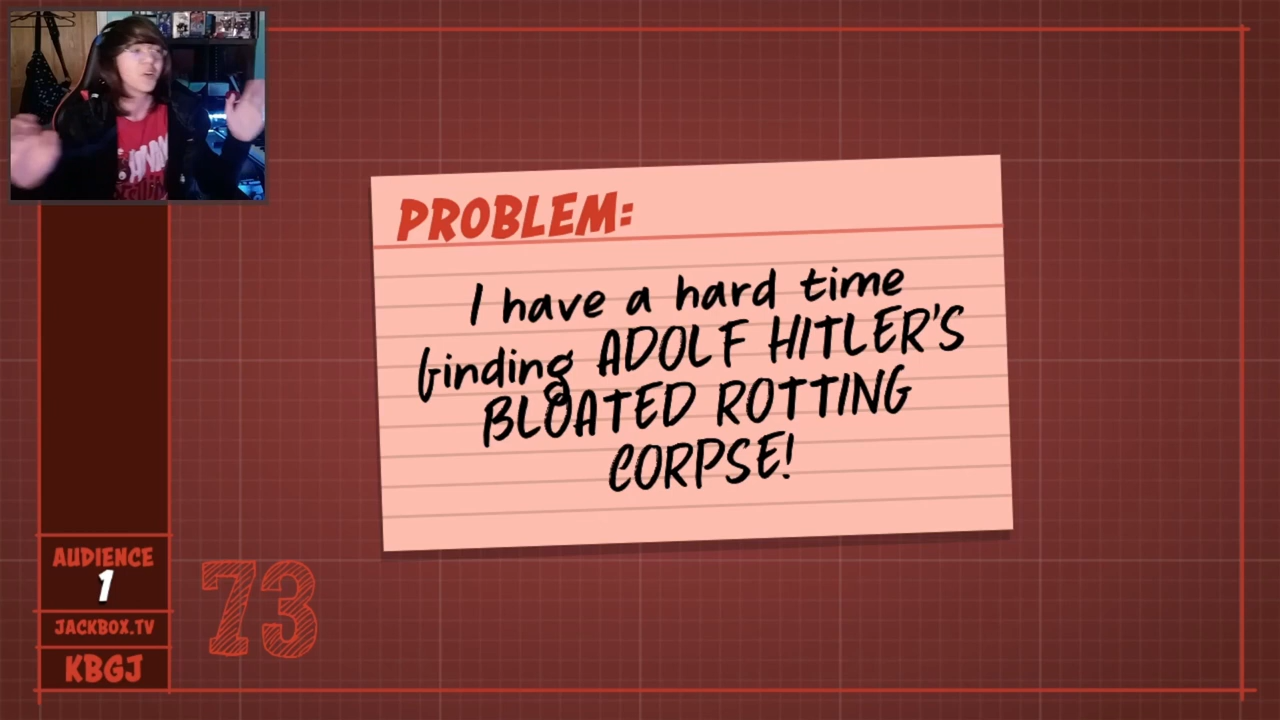 PROBLEM:
I have a hard time
finding ADOLF HITLER'S
BLOATED ROTTING
CORPSE!
AUDIENCE
1
JACKBOX.TV
KBGJ
73